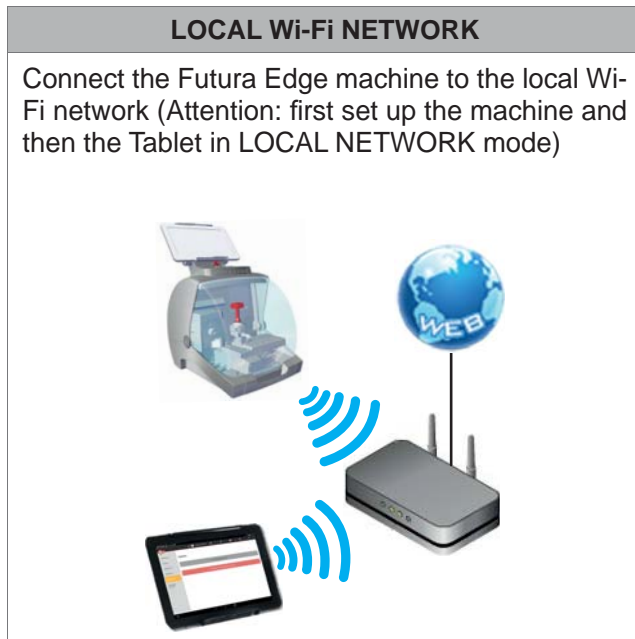 LOCAL Wi-Fi NETWORK
Connect the Futura Edge machine to the local Wi-
Fi network (Attention: first set up the machine and
then the Tablet in LOCAL NETWORK mode)
WEB